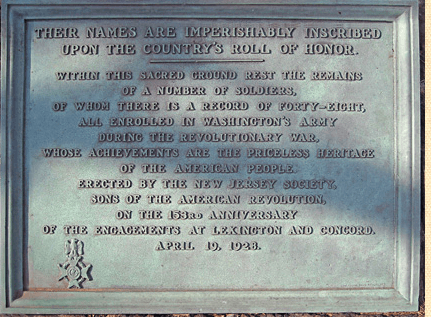 THEIR NAMES ARE IMPERISHABLY INSCRIBED
UPON THE COUNTRY'S ROLL OF HONOR.
WITHIN THIS SACRED GROUND REST THE REMAINS
OF A NUMBER OF SOLDIERS,
OF WHOM THERE IS A RECORD OF FORTY-EIGHT,
ALL ENROLLED IN WASHINGTON'S ARMY
DURING THE REVOLUTIONARY WAR,
WHOSE ACHIEVEMENTS ARE THE PRICELESS HERITAGE
OF THE AMERICAN PEOPLE.
ERECTED BY THE NEW JERSEY SOCIETY,
SONS OF THE AMERICAN REVOLUTION,
ON THE 153RD ANNIVERSARY
OF THE ENGAGEMENTS AT LEXINGTON AND CONCORD.
APRIL 19, 1928.